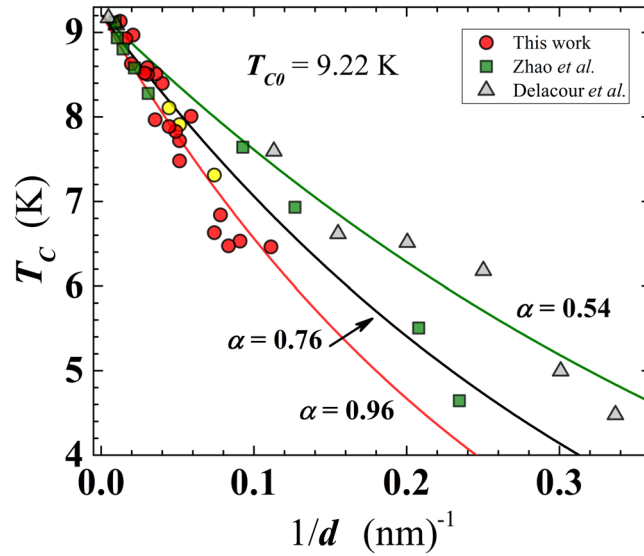 9
8
7
6
5
4
T_C (K)
T_C0 = 9.22 K
This work
Zhao et al.
Delacour et al.
α = 0.54
α = 0.76
α = 0.96
0.0 0.1 0.2 0.3
1/d (nm)⁻¹